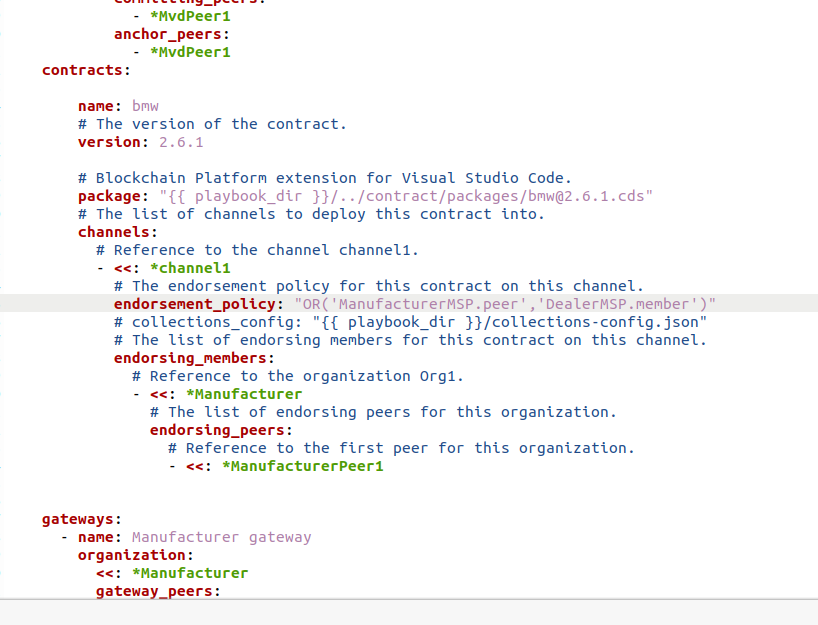 committing_peers:
- *MvdPeer1
anchor_peers:
- *MvdPeer1
contracts:
name: bmw
# The version of the contract.
version: 2.6.1
# Blockchain Platform extension for Visual Studio Code.
package: "{{ playbook_dir }}/../contract/packages/bmw@2.6.1.cds"
# The list of channels to deploy this contract into.
channels:
# Reference to the channel channel1.
- <<: *channel1
# The endorsement policy for this contract on this channel.
endorsement_policy: "OR('ManufacturerMSP.peer','DealerMSP.member')"
# collections_config: "{{ playbook_dir }}/collections-config.json"
# The list of endorsing members for this contract on this channel.
endorsing_members:
# Reference to the organization Org1.
- <<: *Manufacturer
# The list of endorsing peers for this organization.
endorsing_peers:
# Reference to the first peer for this organization.
- <<: *ManufacturerPeer1
gateways:
- name: Manufacturer gateway
organization:
<<: *Manufacturer
gateway_peers: